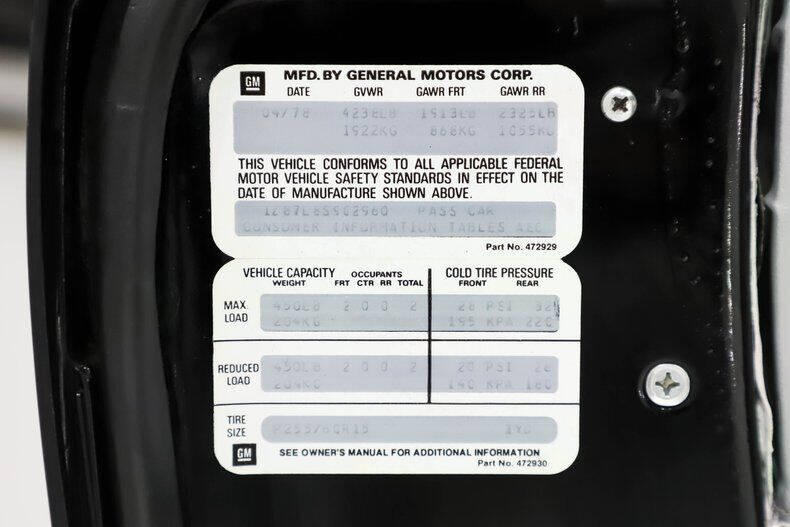 GM MFD. BY GENERAL MOTORS CORP.
DATE GVWR GAWR FRT GAWR RR
04/78 4238LB 1913LB 2325LB
1922KG 868KG 1055KG
THIS VEHICLE CONFORMS TO ALL APPLICABLE FEDERAL
MOTOR VEHICLE SAFETY STANDARDS IN EFFECT ON THE
DATE OF MANUFACTURE SHOWN ABOVE.
1Z87L8S902960 PASS CAR
CONSUMER INFORMATION TABLES
Part No. 472929
VEHICLE CAPACITY OCCUPANTS COLD TIRE PRESSURE
WEIGHT FRT CTR RR TOTAL FRONT REAR
MAX. LOAD 450LB 2 0 0 2 28 PSI 32
204KG 195 KPA 220
REDUCED LOAD 450LB 2 0 0 2 20 PSI 26
204KG 140 KPA 180
TIRE SIZE P255/60R15
GM SEE OWNER'S MANUAL FOR ADDITIONAL INFORMATION
Part No. 472930